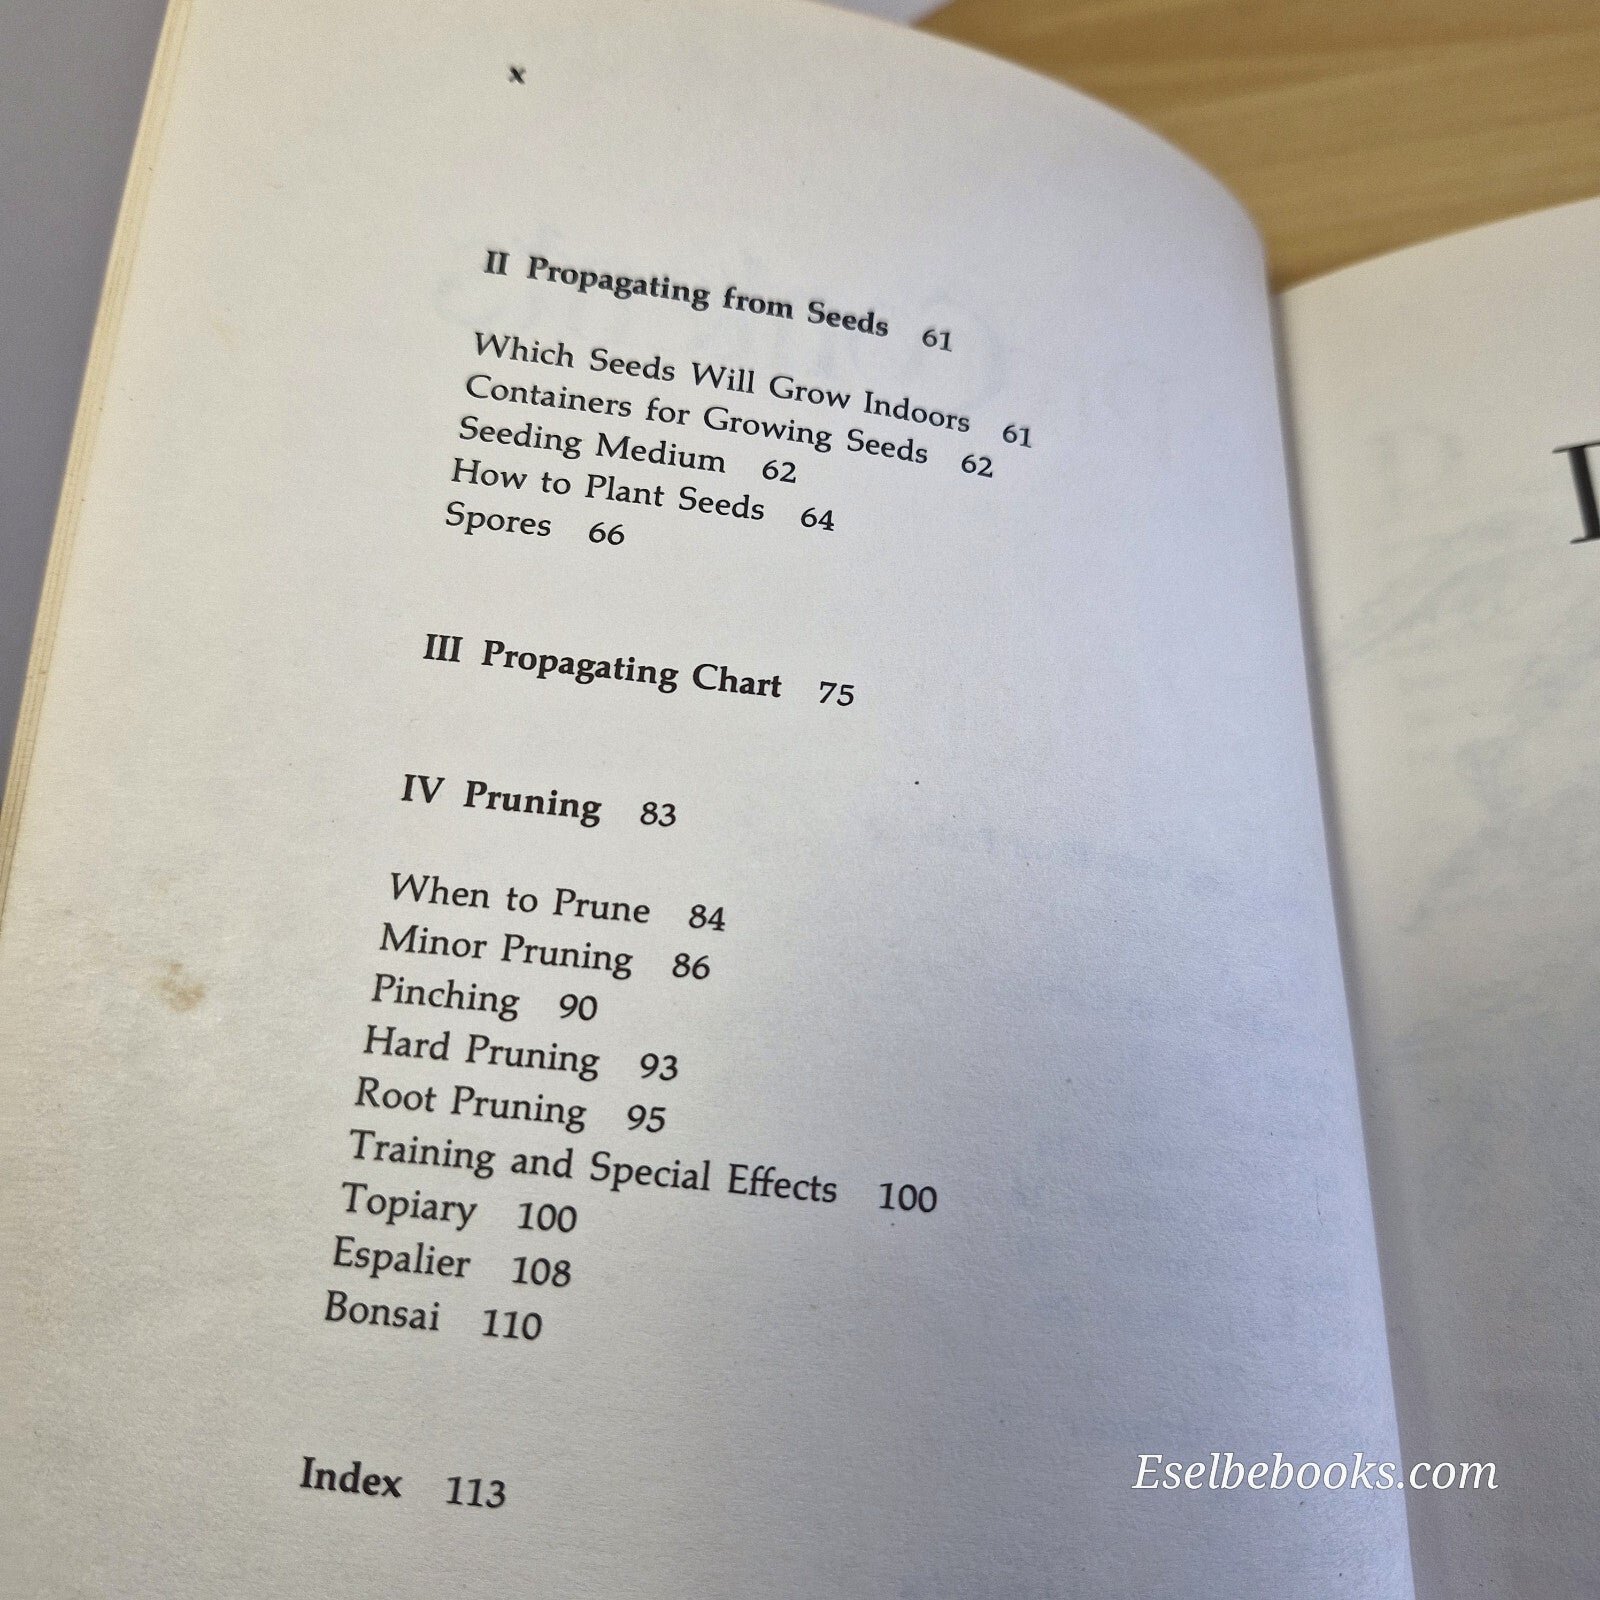 x
II Propagating from Seeds 61
Which Seeds Will Grow Indoors 61
Containers for Growing Seeds 62
Seeding Medium 62
How to Plant Seeds 64
Spores 66
III Propagating Chart 75
IV Pruning 83
When to Prune 84
Minor Pruning 86
Pinching 90
Hard Pruning 93
Root Pruning 95
Training and Special Effects 100
Topiary 100
Espalier 108
Bonsai 110
Index 113
Eselbebooks.com